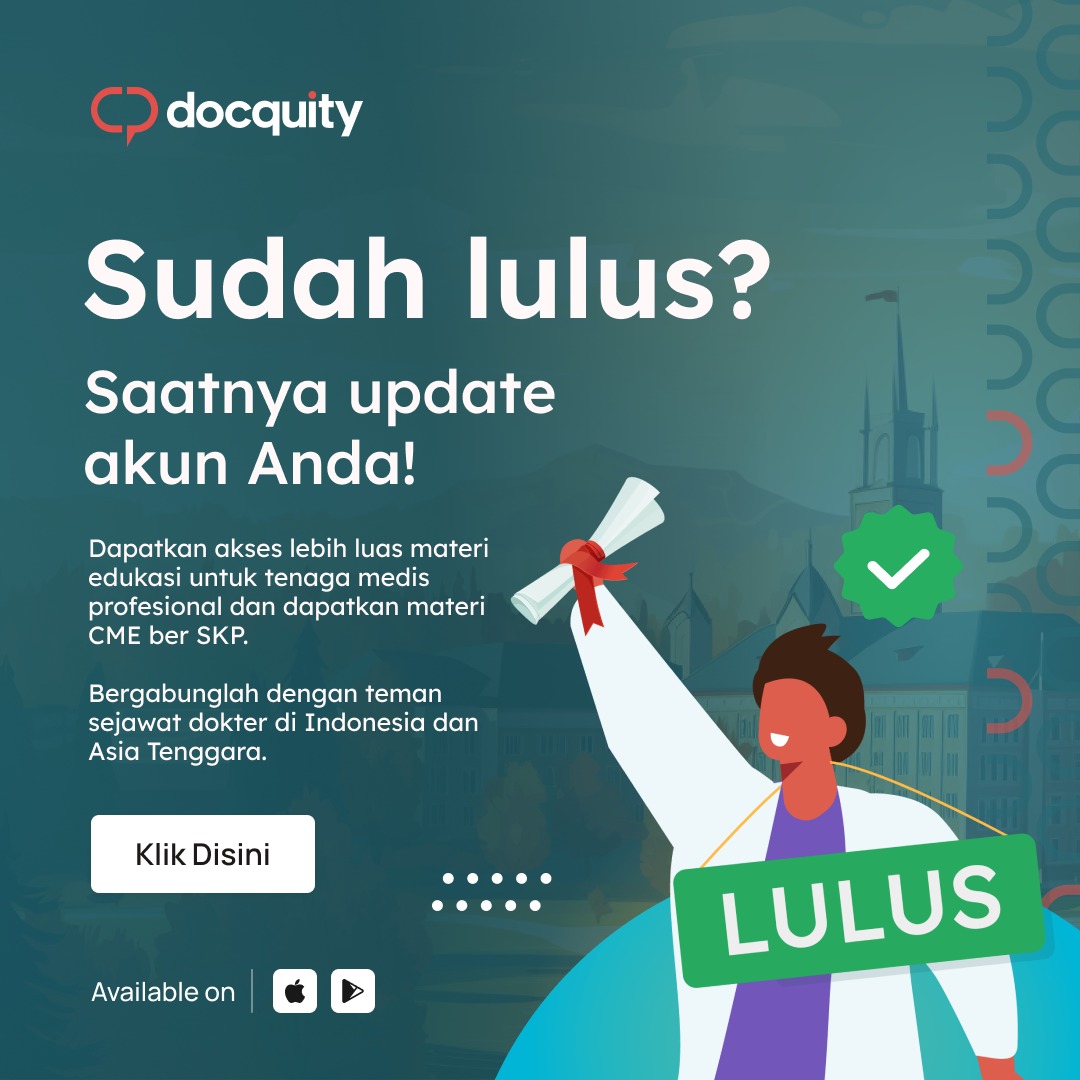 docquity
Sudah lulus?
Saatnya update
akun Anda!
Dapatkan akses lebih luas materi
edukasi untuk tenaga medis
profesional dan dapatkan materi
CME ber SKP.
Bergabunglah dengan teman
sejawat dokter di Indonesia dan
Asia Tenggara.
Klik Disini
LULUS
Available on